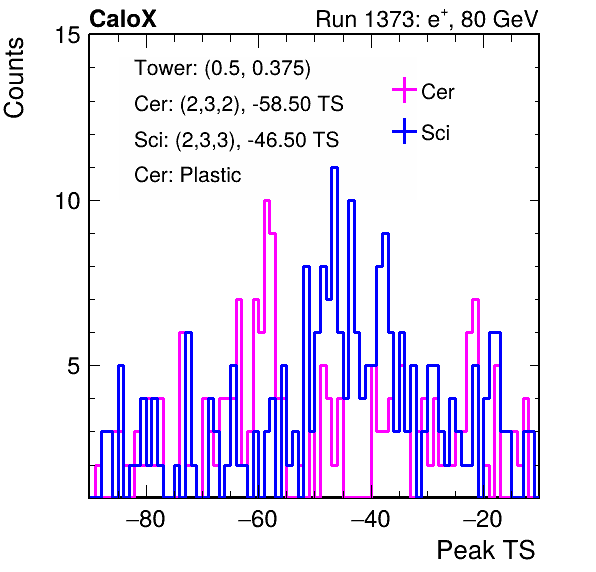 CaloX Run 1373: e⁺, 80 GeV
Counts
15
10
5
Tower: (0.5, 0.375)
Cer: (2,3,2), -58.50 TS
Sci: (2,3,3), -46.50 TS
Cer: Plastic
Cer
Sci
−80 −60 −40 −20
Peak TS